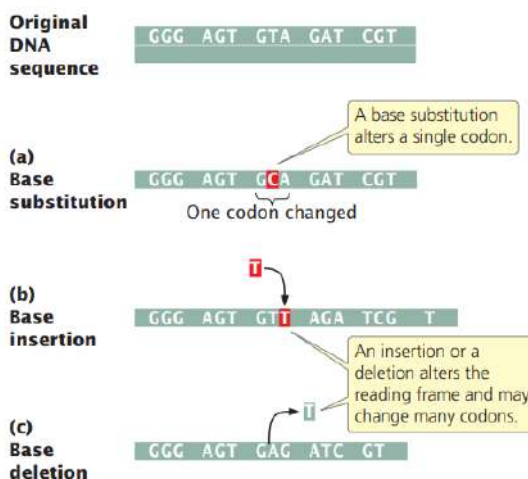 Original
DNA
sequence
GGG AGT GTA GAT CGT
A base substitution
alters a single codon.
(a)
Base
substitution
GGG AGT GCA GAT CGT
One codon changed
T
(b)
Base
insertion
GGG AGT GTT AGA TCG T
An insertion or a
deletion alters the
reading frame and may
change many codons.
T
(c)
Base
deletion
GGG AGT GAG ATC GT